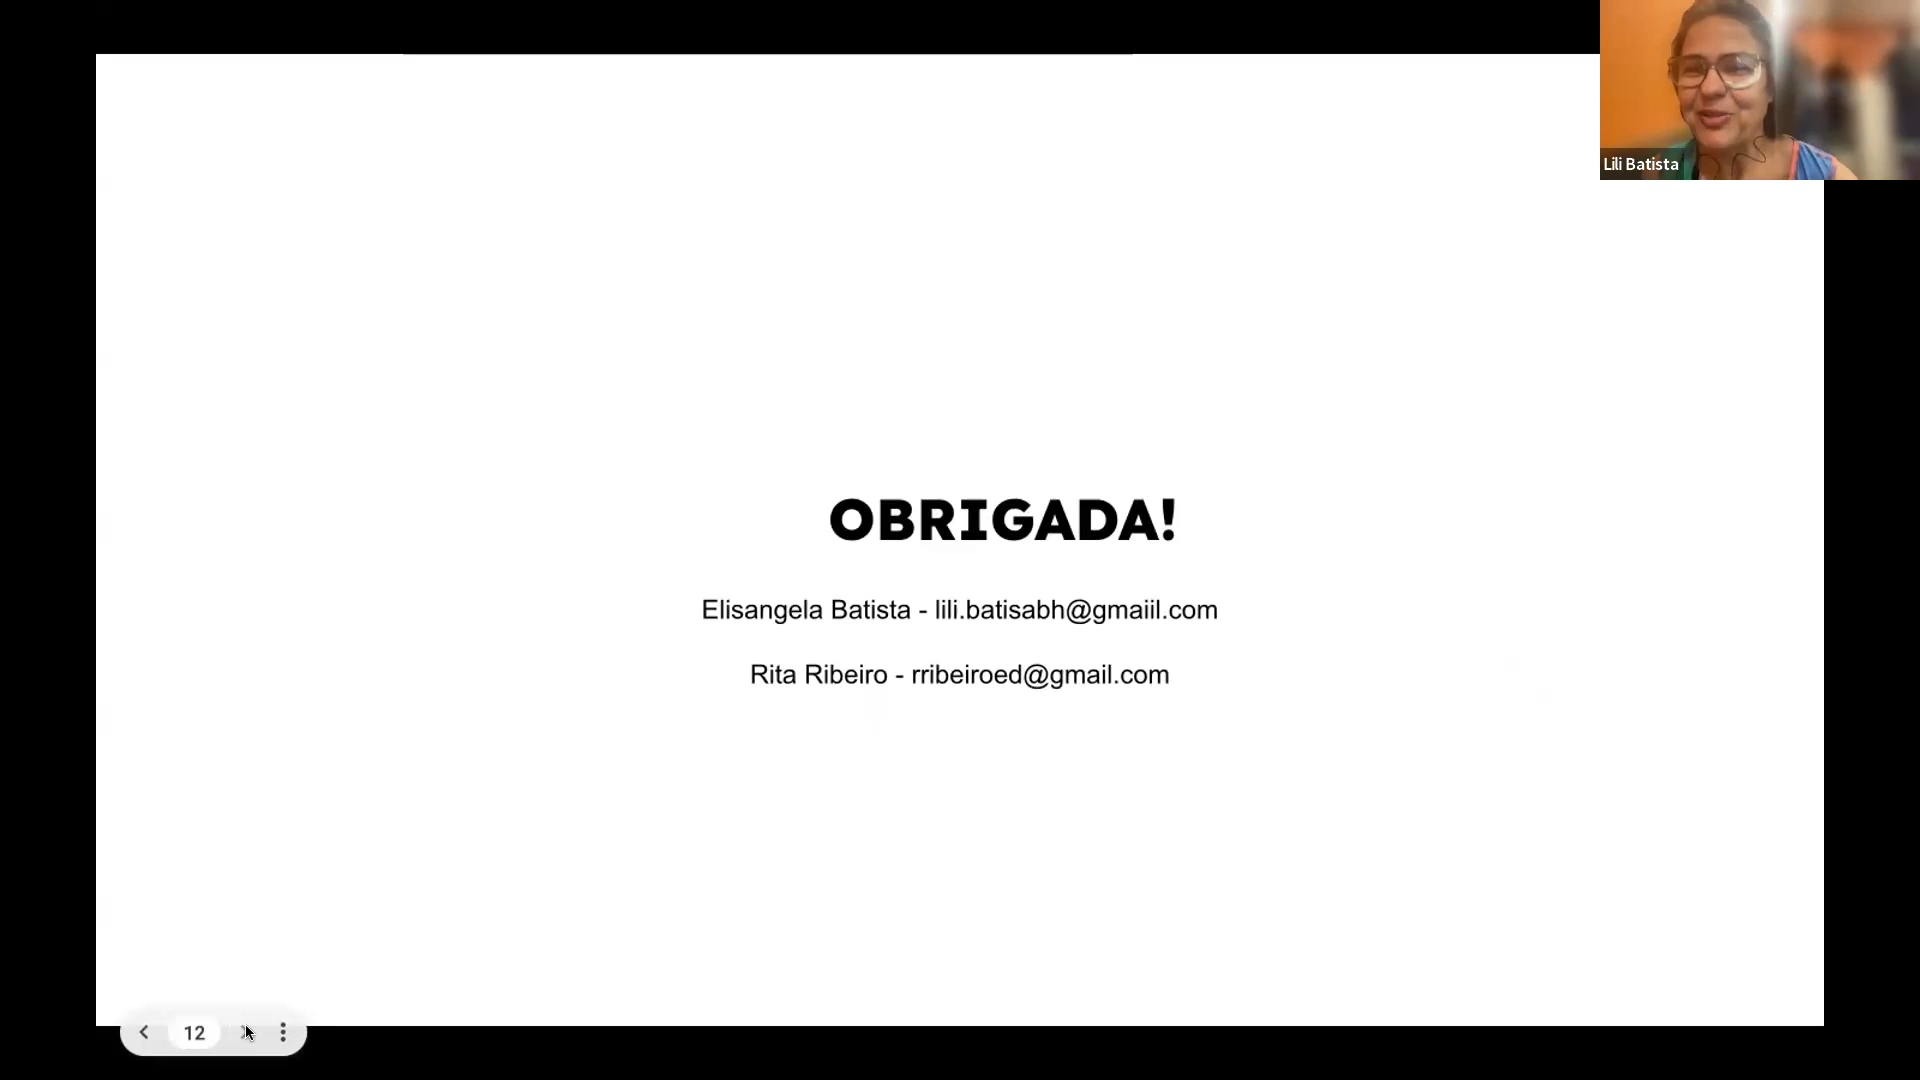 Lili Batista
OBRIGADA!
Elisangela Batista - lili.batisabh@gmaiil.com
Rita Ribeiro - rribeiroed@gmail.com
12